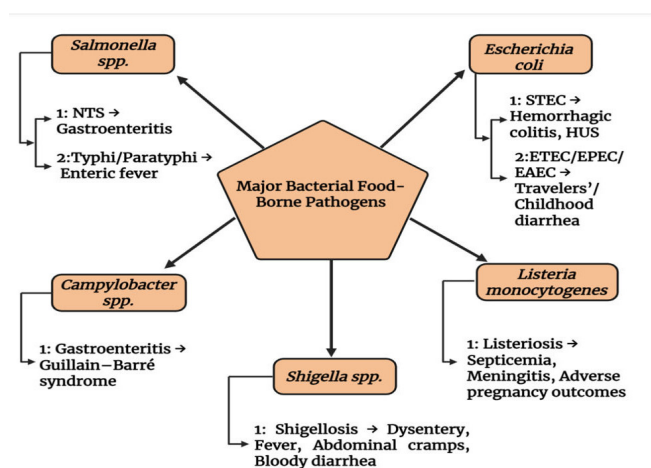 Salmonella
spp.
1: NTS →
Gastroenteritis
2:Typhi/Paratyphi →
Enteric fever
Escherichia
coli
1: STEC →
Hemorrhagic
colitis, HUS
2:ETEC/EPEC/
EAEC →
Travelers’/
Childhood
diarrhea
Major Bacterial Food-
Borne Pathogens
Campylobacter
spp.
1: Gastroenteritis →
Guillain–Barré
syndrome
Listeria
monocytogenes
1: Listeriosis →
Septicemia,
Meningitis, Adverse
pregnancy outcomes
Shigella spp.
1: Shigellosis → Dysentery,
Fever, Abdominal cramps,
Bloody diarrhea